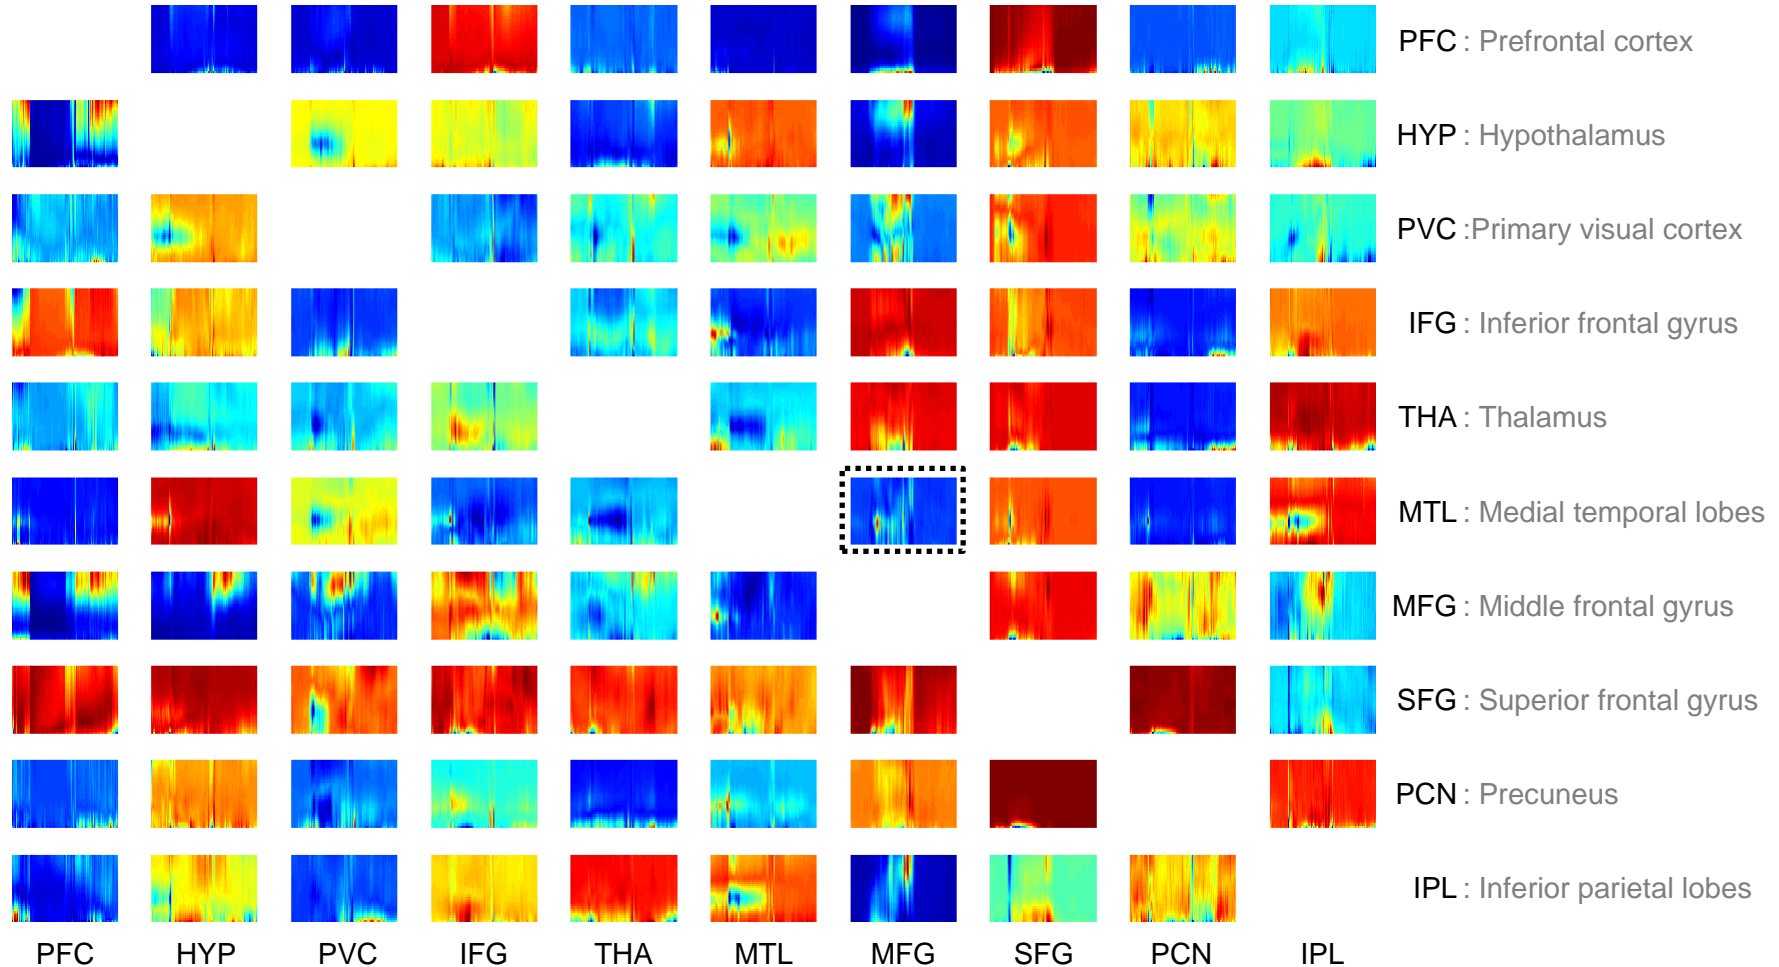 PFC : Prefrontal cortex
HYP : Hypothalamus
PVC :Primary visual cortex
IFG : Inferior frontal gyrus
THA : Thalamus
MTL : Medial temporal lobes
MFG : Middle frontal gyrus
SFG : Superior frontal gyrus
PCN : Precuneus
IPL : Inferior parietal lobes
PFC HYP PVC IFG THA MTL MFG SFG PCN IPL